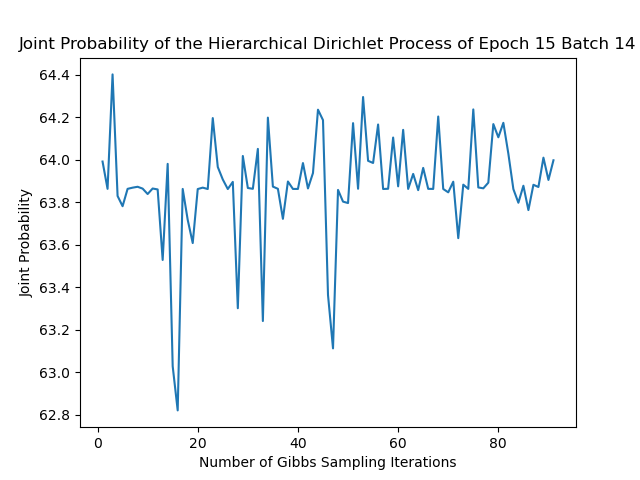 Joint Probability of the Hierarchical Dirichlet Process of Epoch 15 Batch 14
64.4
64.2
64.0
63.8
63.6
63.4
63.2
63.0
62.8
Joint Probability
0 20 40 60 80
Number of Gibbs Sampling Iterations